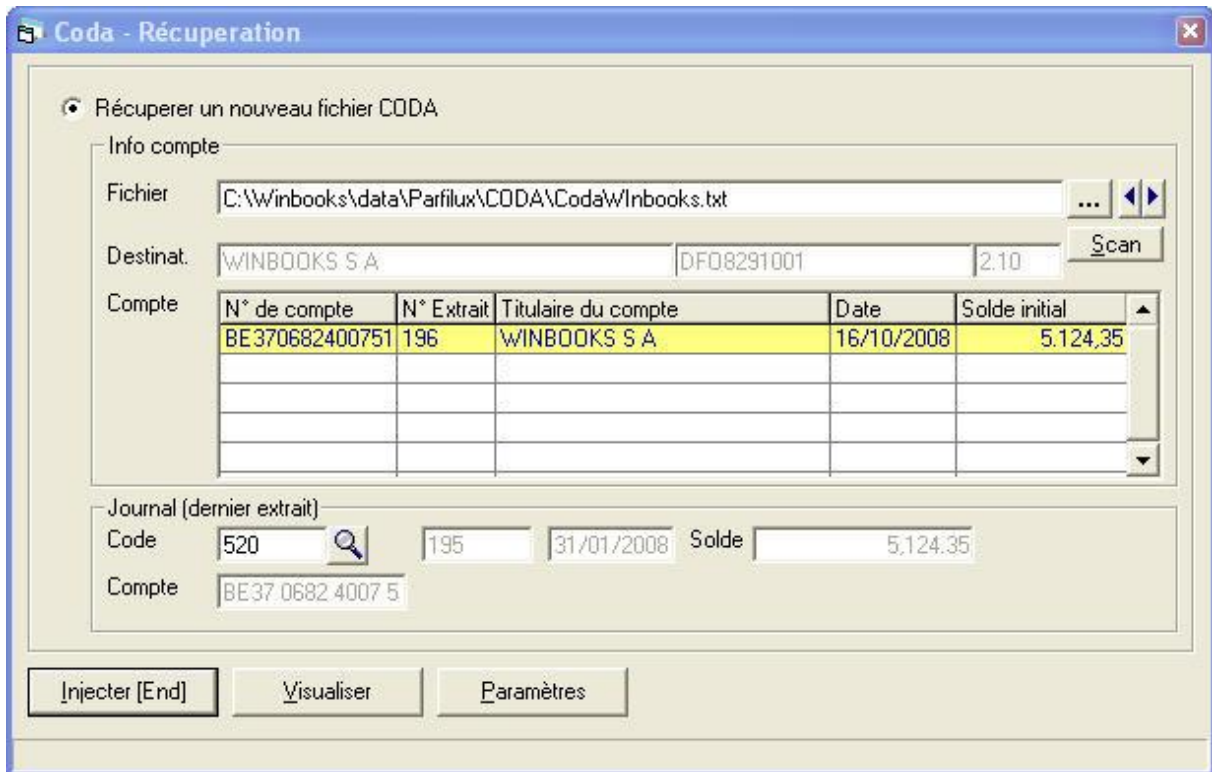 Coda - Récuperation
Récuperer un nouveau fichier CODA
Info compte
Fichier C:\Winbooks\data\Parfilux\CODA\CodaWInbooks.txt ...
Destinat. WINBOOKS S A DFO8291001 2.10 Scan
Compte N° de compte N° Extrait Titulaire du compte Date Solde initial
BE370682400751 196 WINBOOKS S A 16/10/2008 5.124,35
Journal (dernier extrait)
Code 520 195 31/01/2008 Solde 5,124.35
Compte BE37 0682 4007 5
Injecter [End] Visualiser Paramètres